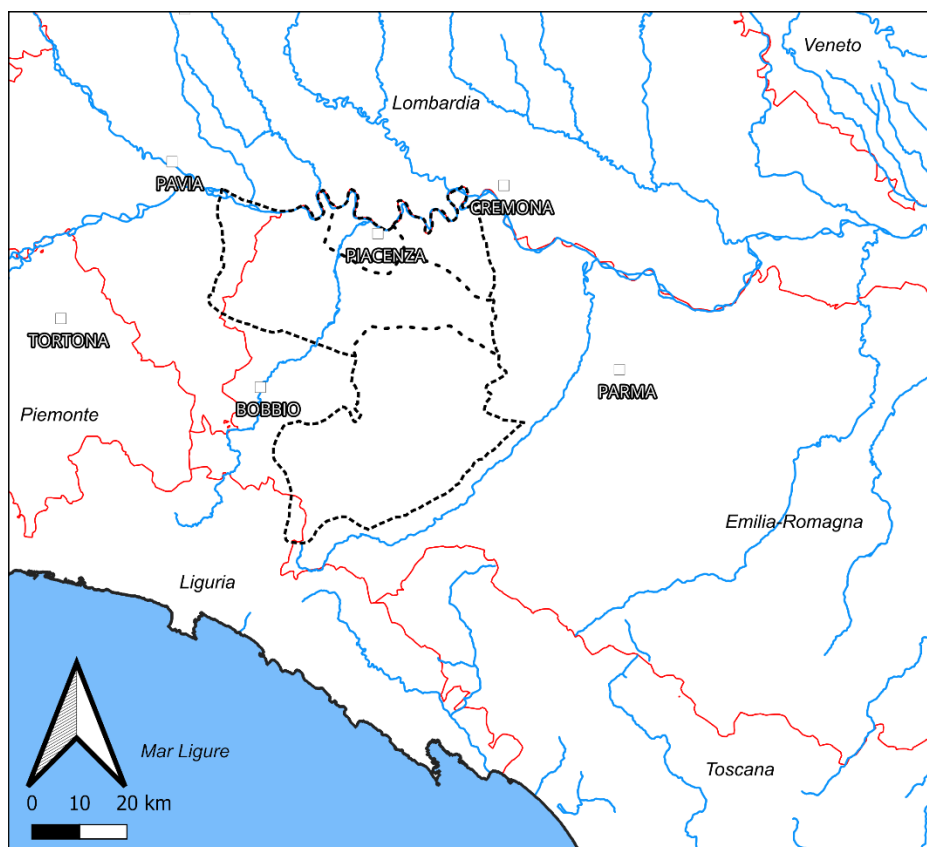 Veneto
Lombardia
PAVIA
CREMONA
PIACENZA
TORTONA
PARMA
BOBBIO
Piemonte
Emilia-Romagna
Liguria
Mar Ligure
Toscana
0 10 20 km